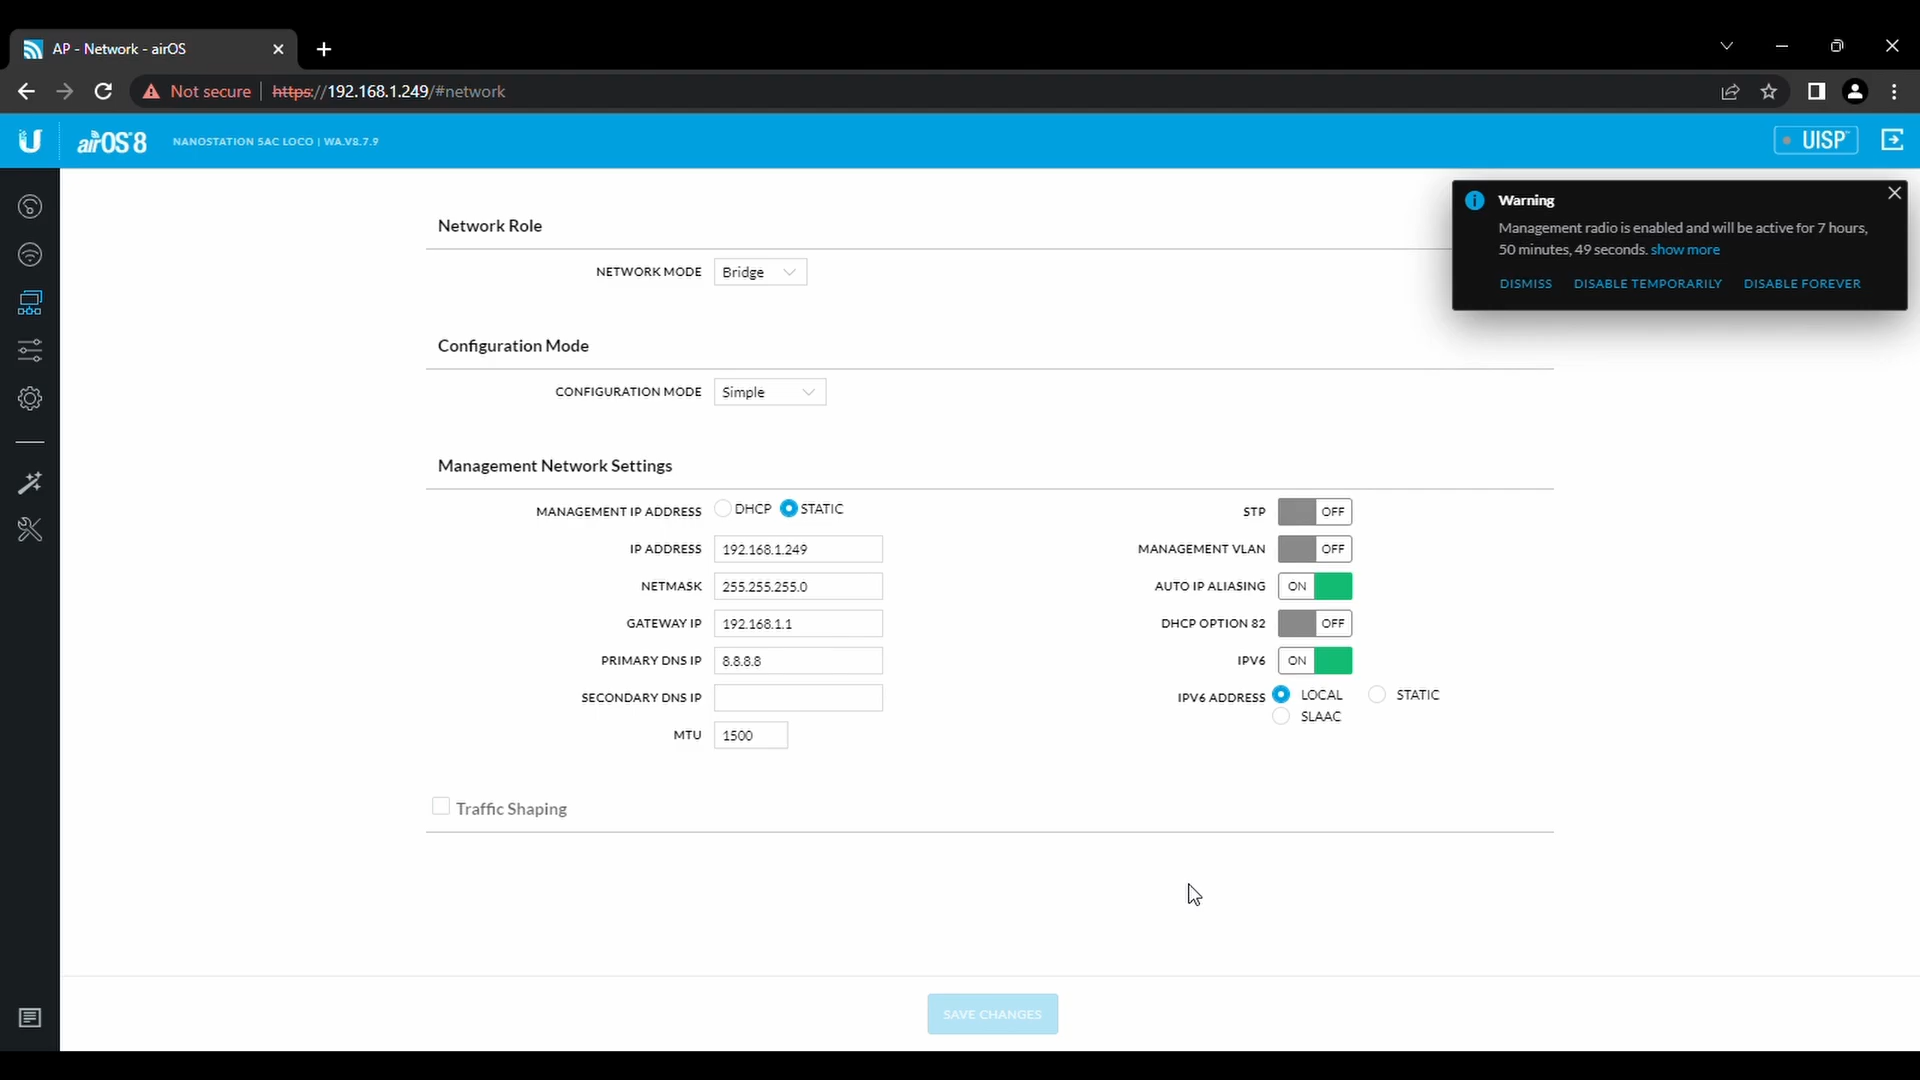 AP - Network - airOS
Not secure https://192.168.1.249/#network
airOS 8 NANOSTATION 5AC LOCO | WA.V8.7.9 UISP
Warning
Management radio is enabled and will be active for 7 hours,
50 minutes, 49 seconds. show more
DISMISS DISABLE TEMPORARILY DISABLE FOREVER
Network Role
NETWORK MODE Bridge
Configuration Mode
CONFIGURATION MODE Simple
Management Network Settings
MANAGEMENT IP ADDRESS DHCP STATIC
IP ADDRESS 192.168.1.249
NETMASK 255.255.255.0
GATEWAY IP 192.168.1.1
PRIMARY DNS IP 8.8.8.8
SECONDARY DNS IP
MTU 1500
STP OFF
MANAGEMENT VLAN OFF
AUTO IP ALIASING ON
DHCP OPTION 82 OFF
IPV6 ON
IPV6 ADDRESS LOCAL STATIC
SLAAC
Traffic Shaping
SAVE CHANGES